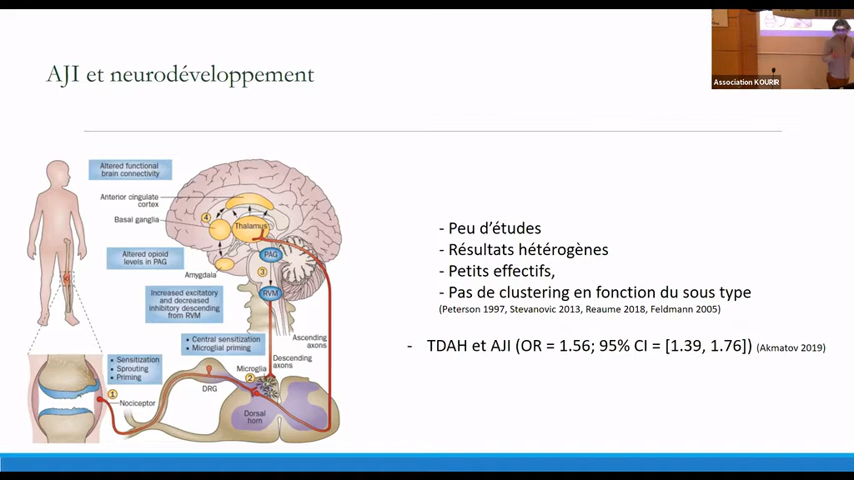 Association KOURIR
AJI et neurodéveloppement
Altered functional
brain connectivity
Anterior cingulate
cortex
Basal ganglia
4
Thalamus
Altered opioid
levels in PAG
Amygdala
PAG
3
Increased excitatory
and decreased
inhibitory descending
from RVM
RVM
• Central sensitization
• Microglial priming
Ascending
axons
Descending
axons
• Sensitization
• Sprouting
• Priming
Microglia
2
DRG
1
Nociceptor
Dorsal
horn
- Peu d’études
- Résultats hétérogènes
- Petits effectifs,
- Pas de clustering en fonction du sous type
(Peterson 1997, Stevanovic 2013, Reaume 2018, Feldmann 2005)
- TDAH et AJI (OR = 1.56; 95% CI = [1.39, 1.76]) (Akmatov 2019)